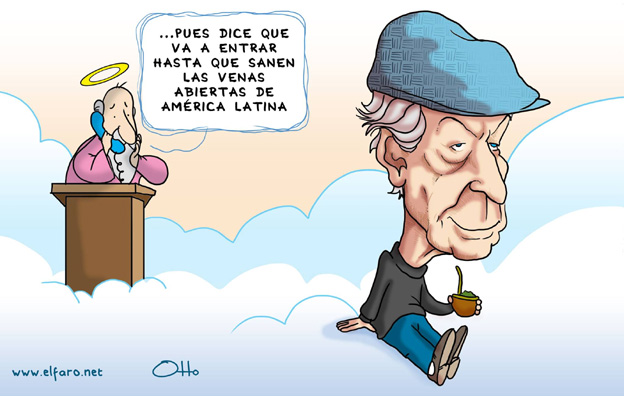 ...PUES DICE QUE
VA A ENTRAR
HASTA QUE SANEN
LAS VENAS
ABIERTAS DE
AMÉRICA LATINA
www.elfaro.net
Otto